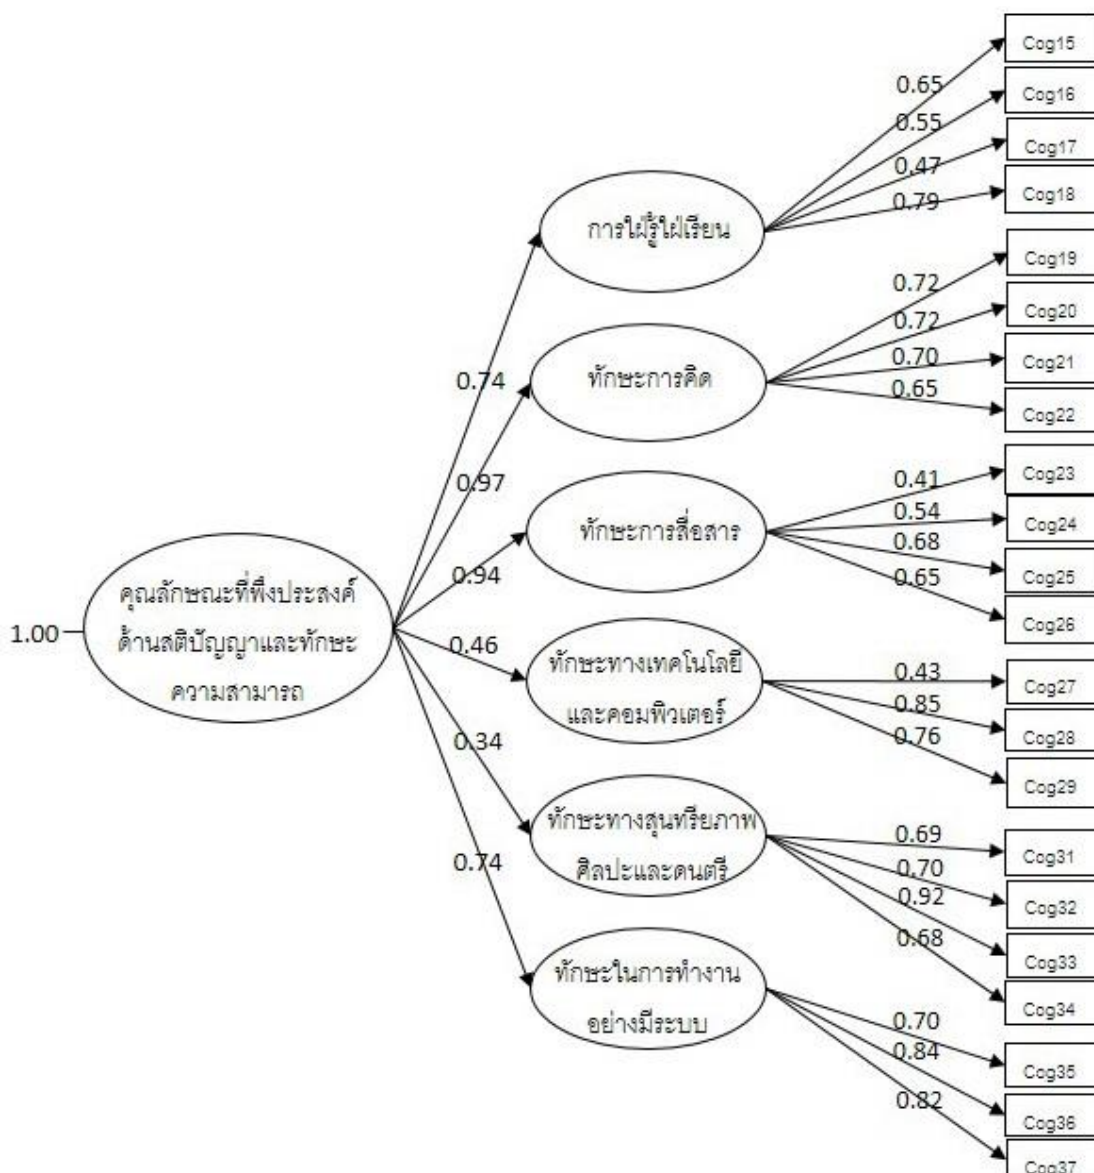 Cog15
0.65
Cog16
0.55
Cog17
0.47
Cog18
0.79
การใฝ่รู้ใฝ่เรียน
Cog19
0.72
Cog20
0.72
Cog21
0.70
Cog22
0.65
ทักษะการคิด
0.74
Cog23
0.41
Cog24
0.54
Cog25
0.68
Cog26
0.65
ทักษะการสื่อสาร
0.97
0.94
1.00
คุณลักษณะที่พึงประสงค์
ด้านสติปัญญาและทักษะ
ความสามารถ
0.46
ทักษะทางเทคโนโลยี
และคอมพิวเตอร์
0.43
Cog27
0.85
Cog28
0.76
Cog29
0.34
ทักษะทางสุนทรียภาพ
ศิลปะและดนตรี
0.69
Cog31
0.70
Cog32
0.92
Cog33
0.68
Cog34
0.74
ทักษะในการทำงาน
อย่างมีระบบ
0.70
Cog35
0.84
Cog36
0.82
Cog37